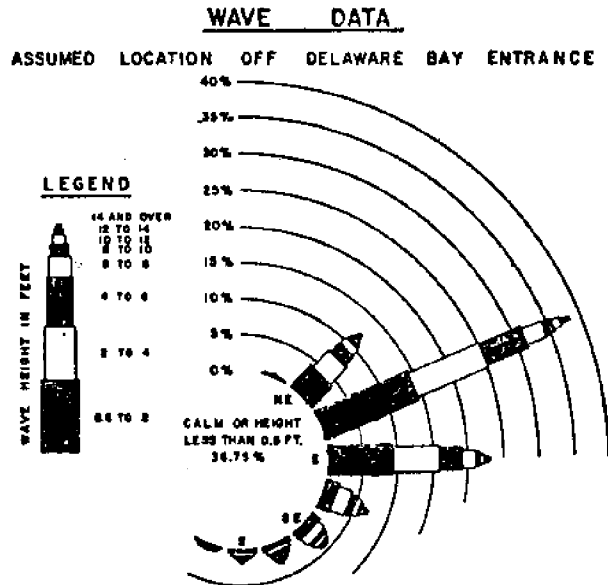 WAVE DATA
ASSUMED LOCATION OFF DELAWARE BAY ENTRANCE
40%
35%
30%
25%
20%
15%
10%
5%
0%
LEGEND
14 AND OVER
12 TO 14
10 TO 12
8 TO 10
6 TO 8
4 TO 6
2 TO 4
0.5 TO 2
WAVE HEIGHT IN FEET
NE
CALM OR HEIGHT
LESS THAN 0.5 FT.
36.75%
E
SE
S